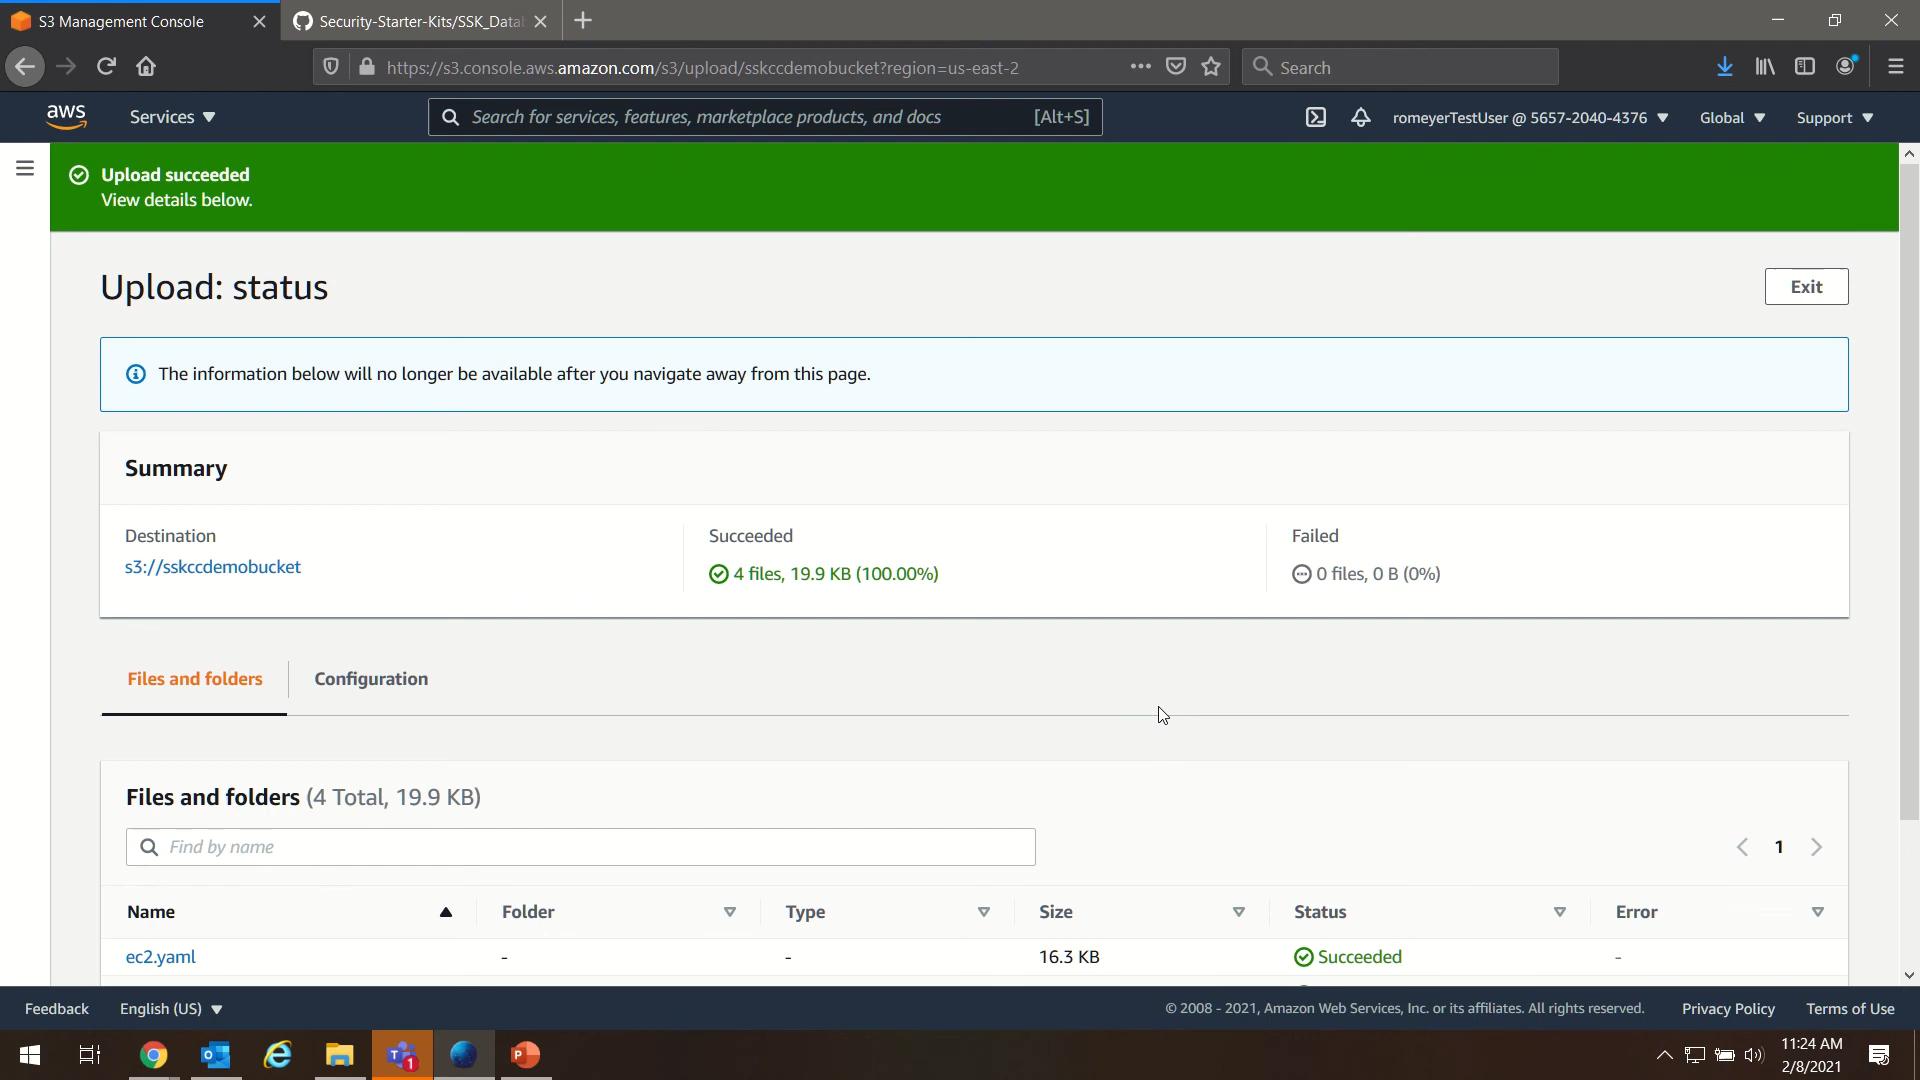 S3 Management Console
Security-Starter-Kits/SSK_Datab
https://s3.console.aws.amazon.com/s3/upload/sskccdemobucket?region=us-east-2
Search
aws
Services
Search for services, features, marketplace products, and docs
[Alt+S]
romeyerTestUser @ 5657-2040-4376
Global
Support
Upload succeeded
View details below.
Upload: status
Exit
The information below will no longer be available after you navigate away from this page.
Summary
Destination
s3://sskccdemobucket
Succeeded
4 files, 19.9 KB (100.00%)
Failed
0 files, 0 B (0%)
Files and folders
Configuration
Files and folders (4 Total, 19.9 KB)
Find by name
1
Name
Folder
Type
Size
Status
Error
ec2.yaml
-
-
16.3 KB
Succeeded
-
Feedback
English (US)
© 2008 - 2021, Amazon Web Services, Inc. or its affiliates. All rights reserved.
Privacy Policy
Terms of Use
1
11:24 AM
2/8/2021